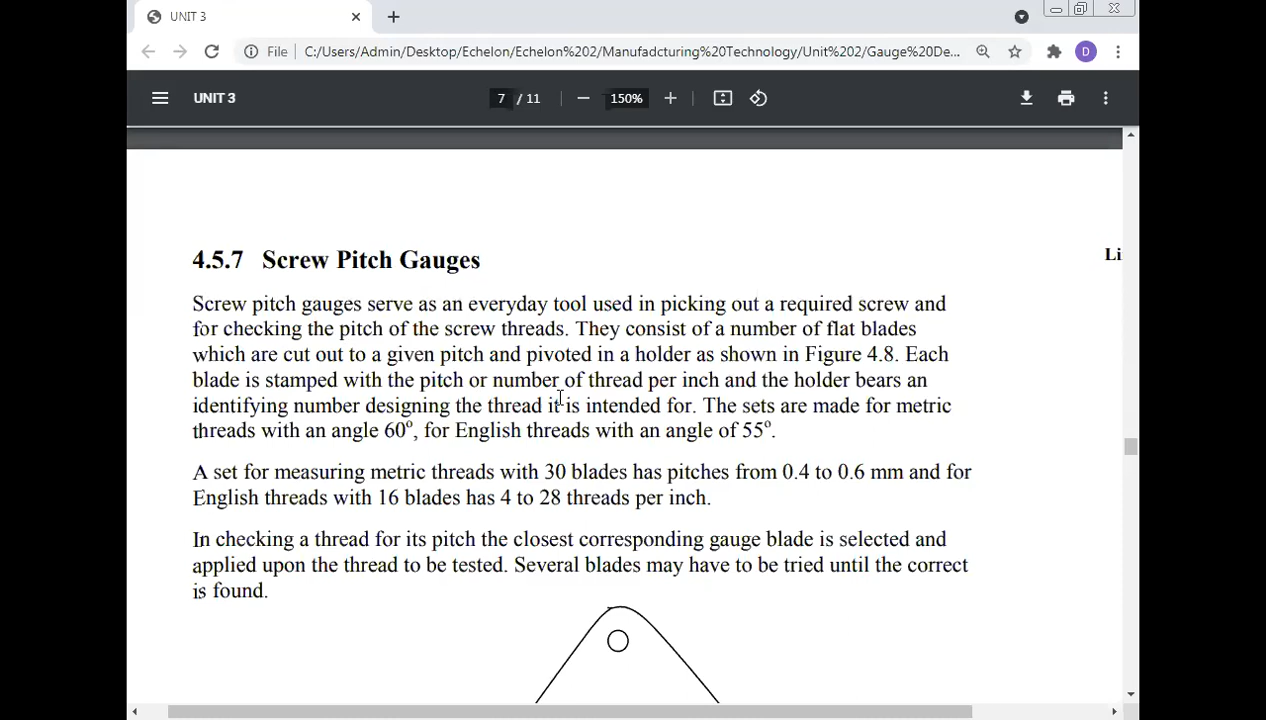 UNIT 3
File C:/Users/Admin/Desktop/Echelon/Echelon%202/Manufadcturing%20Technology/Unit%202/Gauge%20De...
D
UNIT 3
7 / 11
150%
4.5.7 Screw Pitch Gauges
Li
Screw pitch gauges serve as an everyday tool used in picking out a required screw and
for checking the pitch of the screw threads. They consist of a number of flat blades
which are cut out to a given pitch and pivoted in a holder as shown in Figure 4.8. Each
blade is stamped with the pitch or number of thread per inch and the holder bears an
identifying number designing the thread it is intended for. The sets are made for metric
threads with an angle 60º, for English threads with an angle of 55º.
A set for measuring metric threads with 30 blades has pitches from 0.4 to 0.6 mm and for
English threads with 16 blades has 4 to 28 threads per inch.
In checking a thread for its pitch the closest corresponding gauge blade is selected and
applied upon the thread to be tested. Several blades may have to be tried until the correct
is found.